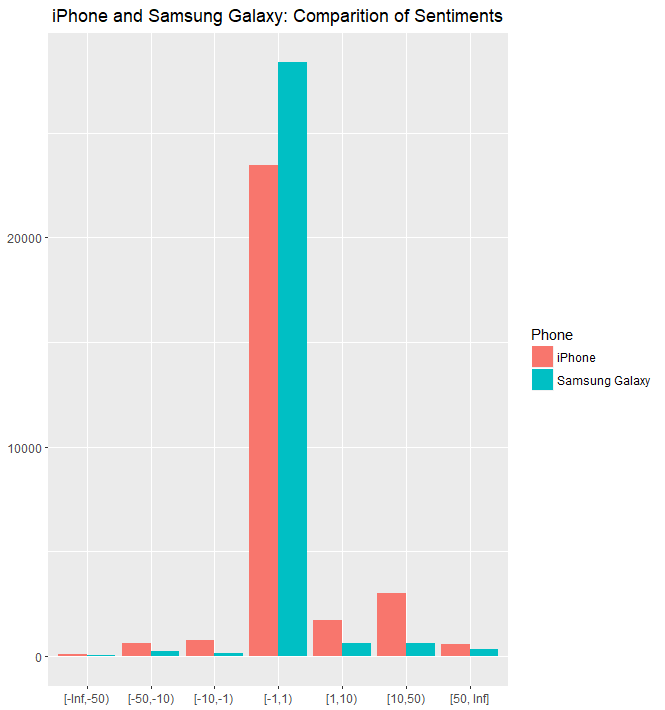 iPhone and Samsung Galaxy: Comparition of Sentiments
20000
10000
0
[-Inf,-50)
[-50,-10)
[-10,-1)
[-1,1)
[1,10)
[10,50)
[50, Inf]
Phone
iPhone
Samsung Galaxy